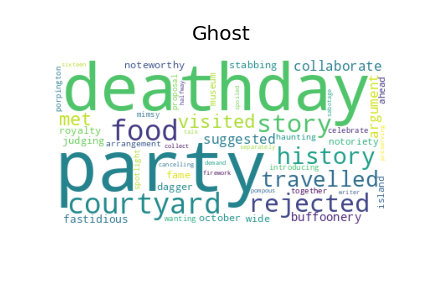 Ghost
sixteen
noteworthy stabbing collaborate
deathday
porpington proposal halfway museum spoiled sabotage argument ahead
met mimsy visited story celebrate
royalty food talk suggested haunting notoriety
judging arrangement collect history
party spotlight cancelling separately demand introducing
fame firework travelled island
dagger pompous together writer
courtyard rejected
fastidious wanting october wide buffoonery